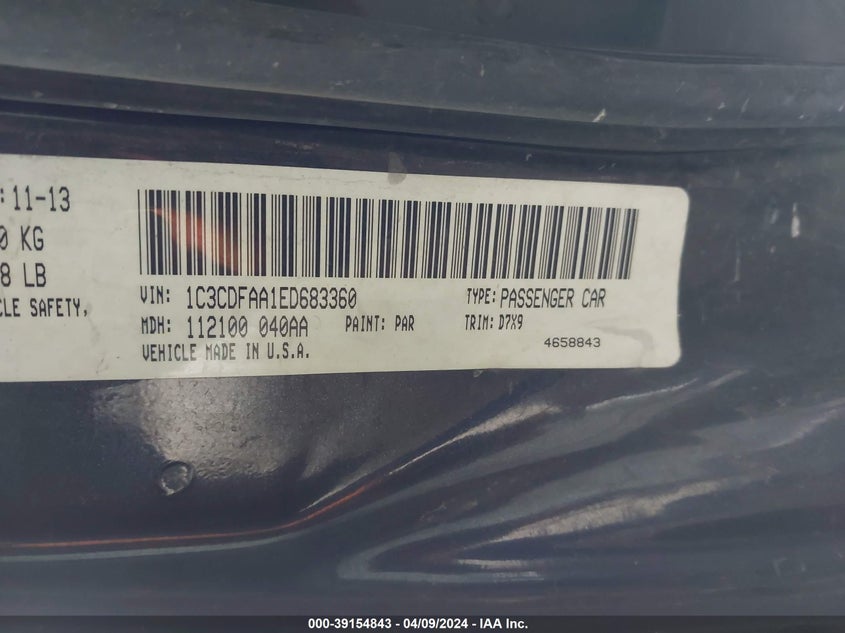 : 11-13
0 KG
8 LB
CLE SAFETY,
VIN: 1C3CDFAA1ED683360
TYPE: PASSENGER CAR
MDH: 112100 040AA
PAINT: PAR
TRIM: D7X9
VEHICLE MADE IN U.S.A.
4658843
000-39154843 - 04/09/2024 - IAA Inc.